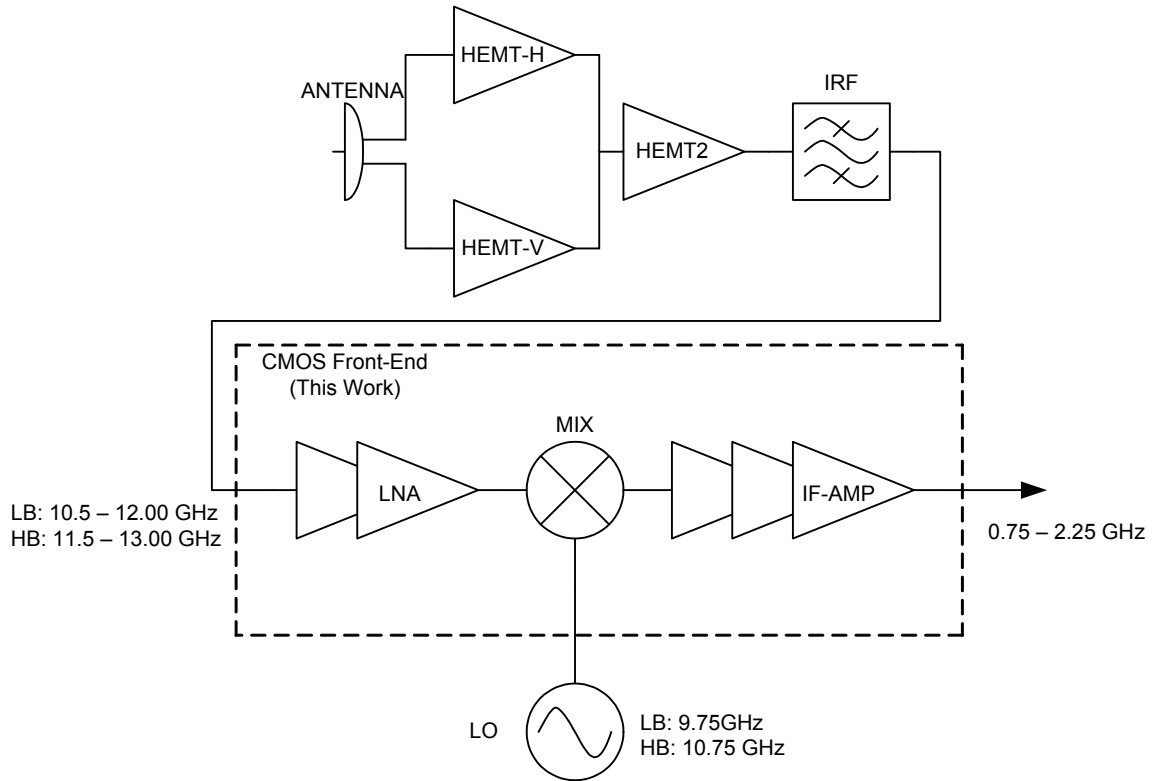 HEMT-H
ANTENNA
IRF
HEMT2
HEMT-V
CMOS Front-End
(This Work)
MIX
LNA
IF-AMP
LB: 10.5 – 12.00 GHz
HB: 11.5 – 13.00 GHz
0.75 – 2.25 GHz
LO
LB: 9.75GHz
HB: 10.75 GHz